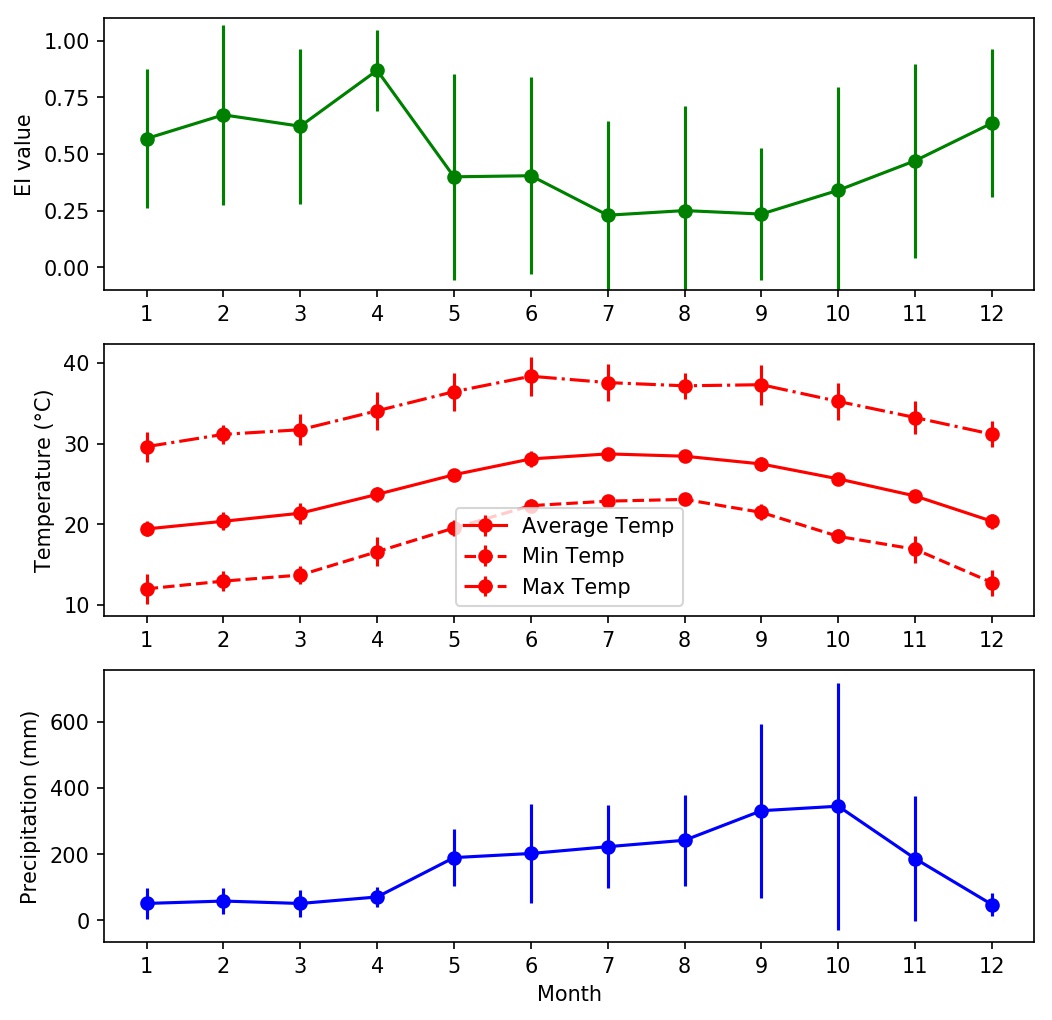 EI value
1.00
0.75
0.50
0.25
0.00
1 2 3 4 5 6 7 8 9 10 11 12
Temperature (°C)
40
30
20
10
Average Temp
Min Temp
Max Temp
1 2 3 4 5 6 7 8 9 10 11 12
Precipitation (mm)
600
400
200
0
1 2 3 4 5 6 7 8 9 10 11 12
Month